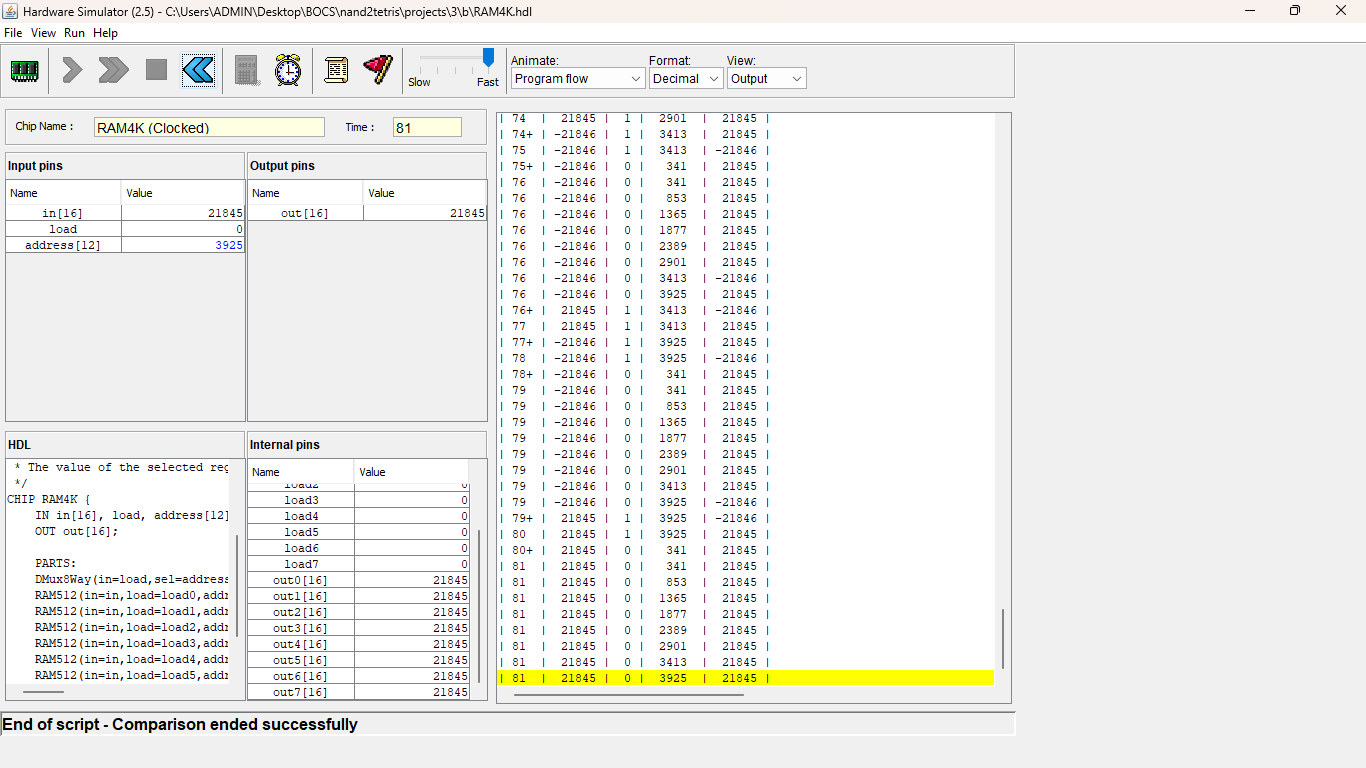 Hardware Simulator (2.5) - C:\Users\ADMIN\Desktop\BOCS\nand2tetris\projects\3\b\RAM4K.hdl
File View Run Help
Slow Fast
Animate: Format: View:
Program flow Decimal Output
Chip Name : RAM4K (Clocked) Time : 81
Input pins
Name Value
in[16] 21845
load 0
address[12] 3925
Output pins
Name Value
out[16] 21845
HDL
* The value of the selected reg
*/
CHIP RAM4K {
IN in[16], load, address[12]
OUT out[16];
PARTS:
DMux8Way(in=load,sel=address
RAM512(in=in,load=load0,addr
RAM512(in=in,load=load1,addr
RAM512(in=in,load=load2,addr
RAM512(in=in,load=load3,addr
RAM512(in=in,load=load4,addr
RAM512(in=in,load=load5,addr
Internal pins
Name Value
load2 0
load3 0
load4 0
load5 0
load6 0
load7 0
out0[16] 21845
out1[16] 21845
out2[16] 21845
out3[16] 21845
out4[16] 21845
out5[16] 21845
out6[16] 21845
out7[16] 21845
| 74 | 21845 | 1 | 2901 | 21845 |
| 74+ | -21846 | 1 | 3413 | 21845 |
| 75 | -21846 | 1 | 3413 | -21846 |
| 75+ | -21846 | 0 | 341 | 21845 |
| 76 | -21846 | 0 | 341 | 21845 |
| 76 | -21846 | 0 | 853 | 21845 |
| 76 | -21846 | 0 | 1365 | 21845 |
| 76 | -21846 | 0 | 1877 | 21845 |
| 76 | -21846 | 0 | 2389 | 21845 |
| 76 | -21846 | 0 | 2901 | 21845 |
| 76 | -21846 | 0 | 3413 | -21846 |
| 76 | -21846 | 0 | 3925 | 21845 |
| 76+ | 21845 | 1 | 3413 | -21846 |
| 77 | 21845 | 1 | 3413 | 21845 |
| 77+ | -21846 | 1 | 3925 | 21845 |
| 78 | -21846 | 1 | 3925 | -21846 |
| 78+ | -21846 | 0 | 341 | 21845 |
| 79 | -21846 | 0 | 341 | 21845 |
| 79 | -21846 | 0 | 853 | 21845 |
| 79 | -21846 | 0 | 1365 | 21845 |
| 79 | -21846 | 0 | 1877 | 21845 |
| 79 | -21846 | 0 | 2389 | 21845 |
| 79 | -21846 | 0 | 2901 | 21845 |
| 79 | -21846 | 0 | 3413 | 21845 |
| 79 | -21846 | 0 | 3925 | -21846 |
| 79+ | 21845 | 1 | 3925 | -21846 |
| 80 | 21845 | 1 | 3925 | 21845 |
| 80+ | 21845 | 0 | 341 | 21845 |
| 81 | 21845 | 0 | 341 | 21845 |
| 81 | 21845 | 0 | 853 | 21845 |
| 81 | 21845 | 0 | 1365 | 21845 |
| 81 | 21845 | 0 | 1877 | 21845 |
| 81 | 21845 | 0 | 2389 | 21845 |
| 81 | 21845 | 0 | 2901 | 21845 |
| 81 | 21845 | 0 | 3413 | 21845 |
| 81 | 21845 | 0 | 3925 | 21845 |
End of script - Comparison ended successfully